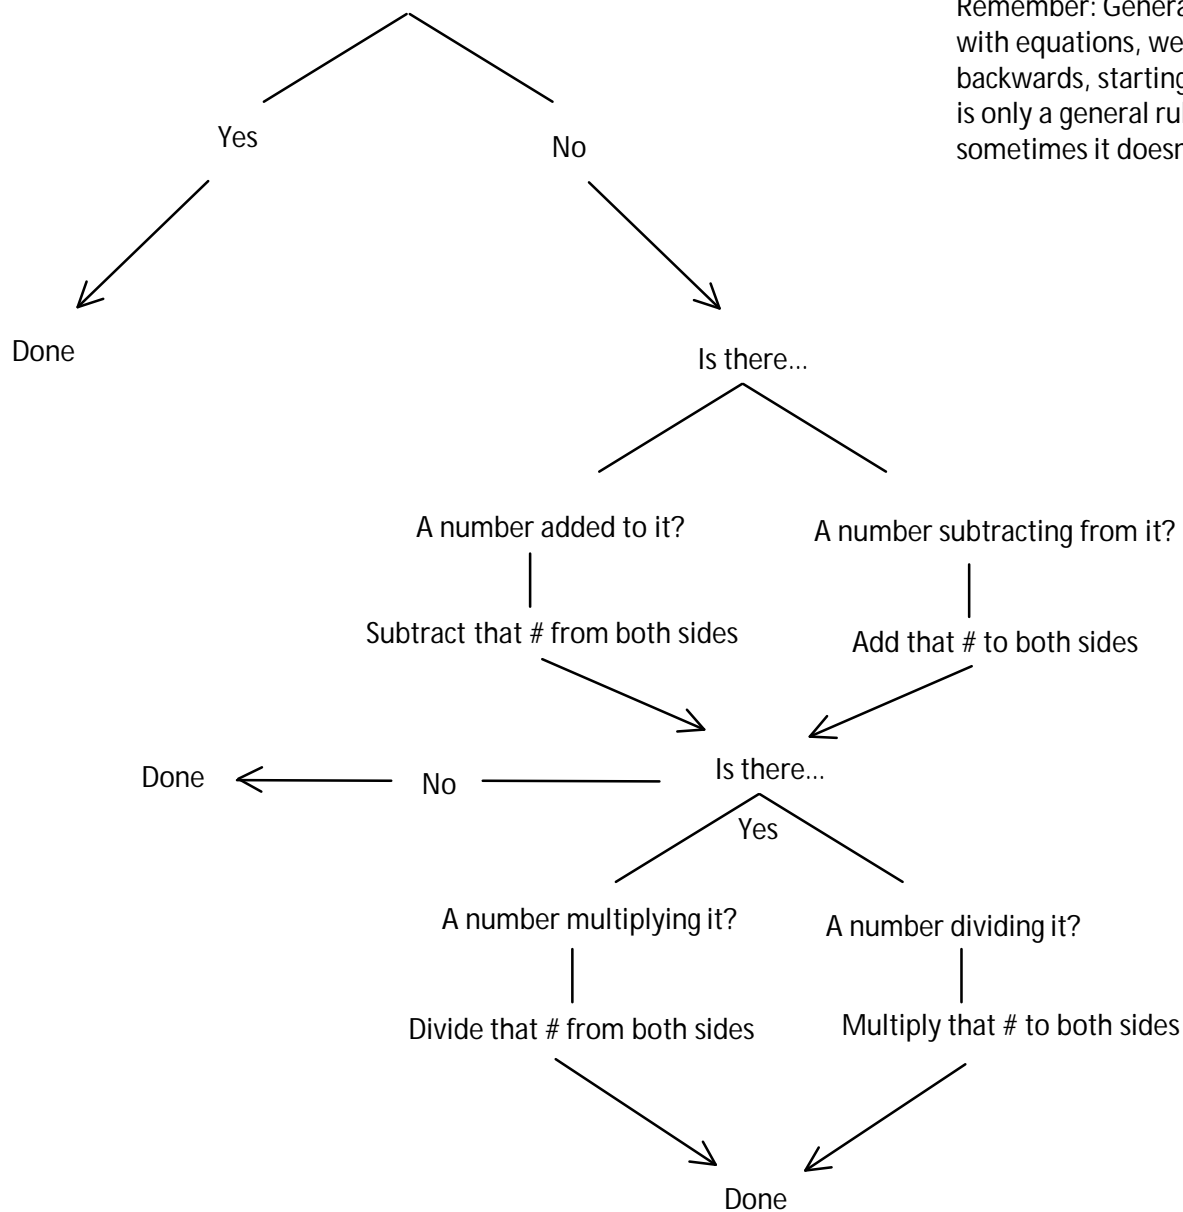 Remember: Genera
with equations, we
backwards, starting
is only a general ru
sometimes it doesn
Yes
No
Done
Is there...
A number added to it?
A number subtracting from it?
Subtract that # from both sides
Add that # to both sides
Is there...
Done
No
Yes
A number multiplying it?
A number dividing it?
Divide that # from both sides
Multiply that # to both sides
Done